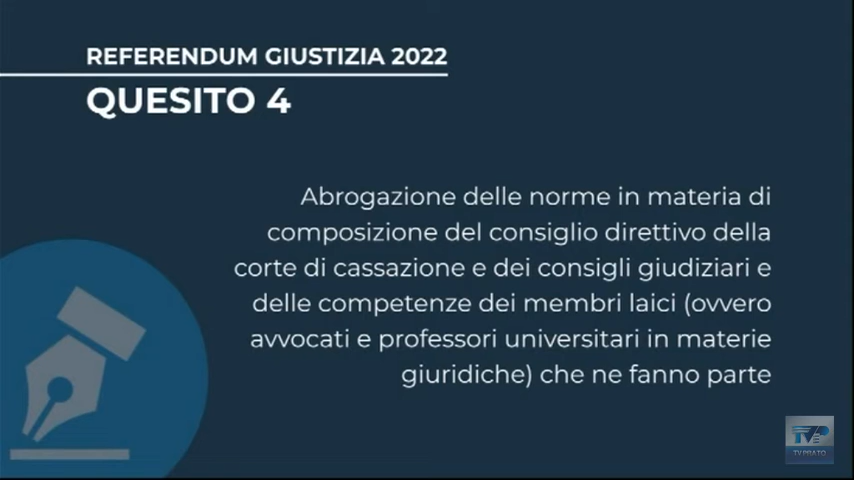 REFERENDUM GIUSTIZIA 2022
QUESITO 4
Abrogazione delle norme in materia di
composizione del consiglio direttivo della
corte di cassazione e dei consigli giudiziari e
delle competenze dei membri laici (ovvero
avvocati e professori universitari in materie
giuridiche) che ne fanno parte
TVP
TV PRATO